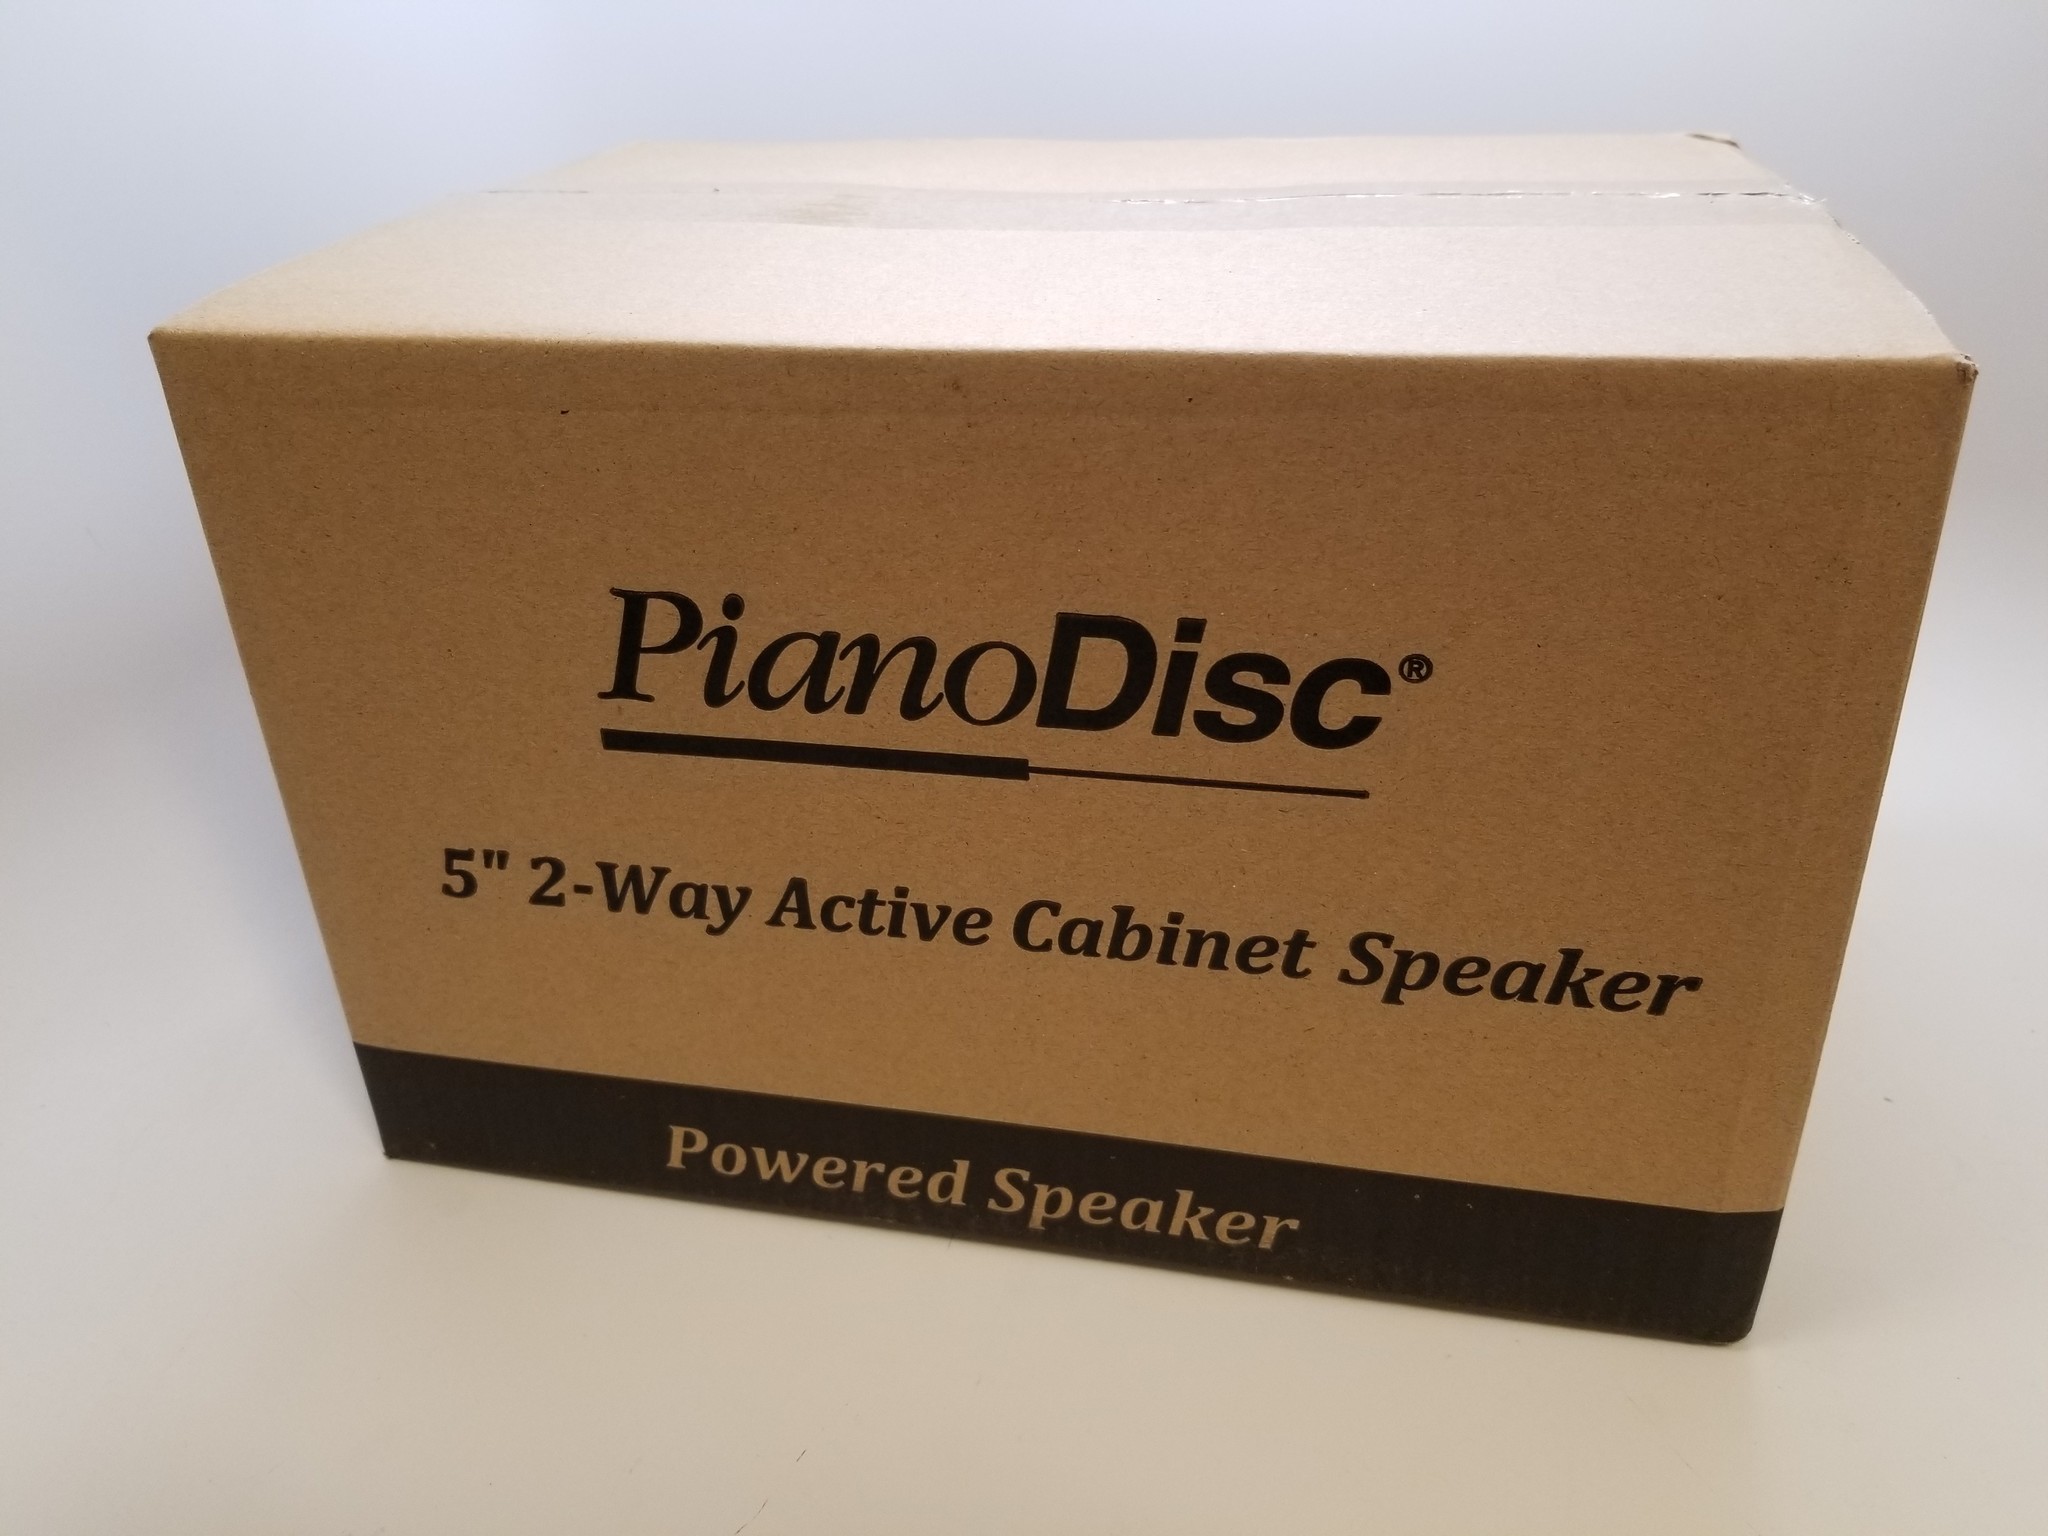 PianoDisc®
5" 2-Way Active Cabinet Speaker
Powered Speaker